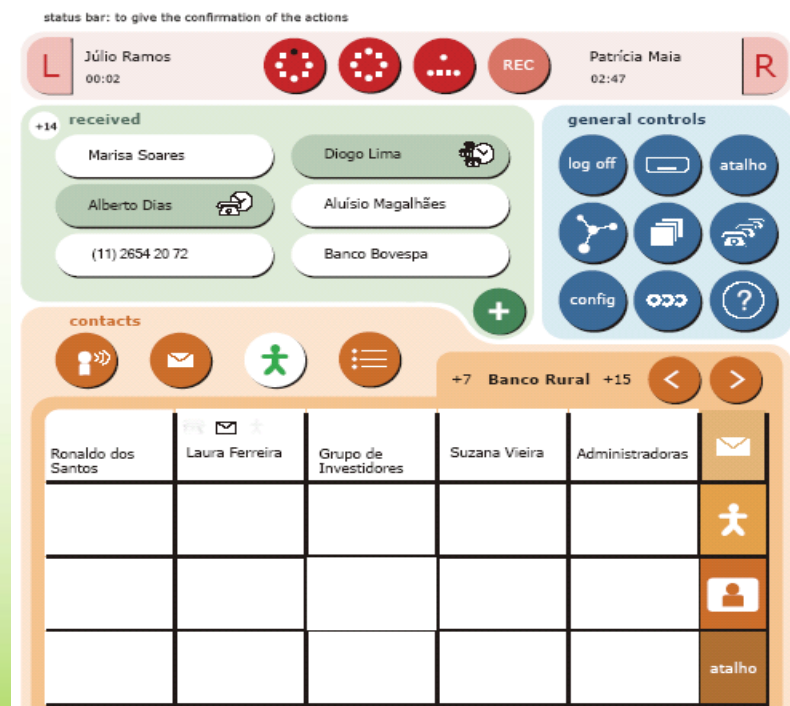 status bar: to give the confirmation of the actions
L
Júlio Ramos
00:02
REC
Patrícia Maia
02:47
R
+14 received
Marisa Soares
Diogo Lima
Alberto Dias
Aluísio Magalhães
(11) 2654 20 72
Banco Bovespa
+
general controls
log off
atalho
config
?
contacts
+7 Banco Rural +15
< >
Ronaldo dos
Santos
Laura Ferreira
Grupo de
Investidores
Suzana Vieira
Administradoras
atalho